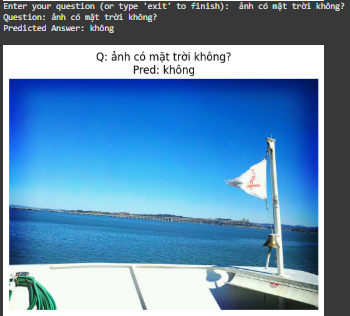 Enter your question (or type 'exit' to finish): ảnh có mặt trời không?
Question: ảnh có mặt trời không?
Predicted Answer: không
Q: ảnh có mặt trời không?
Pred: không